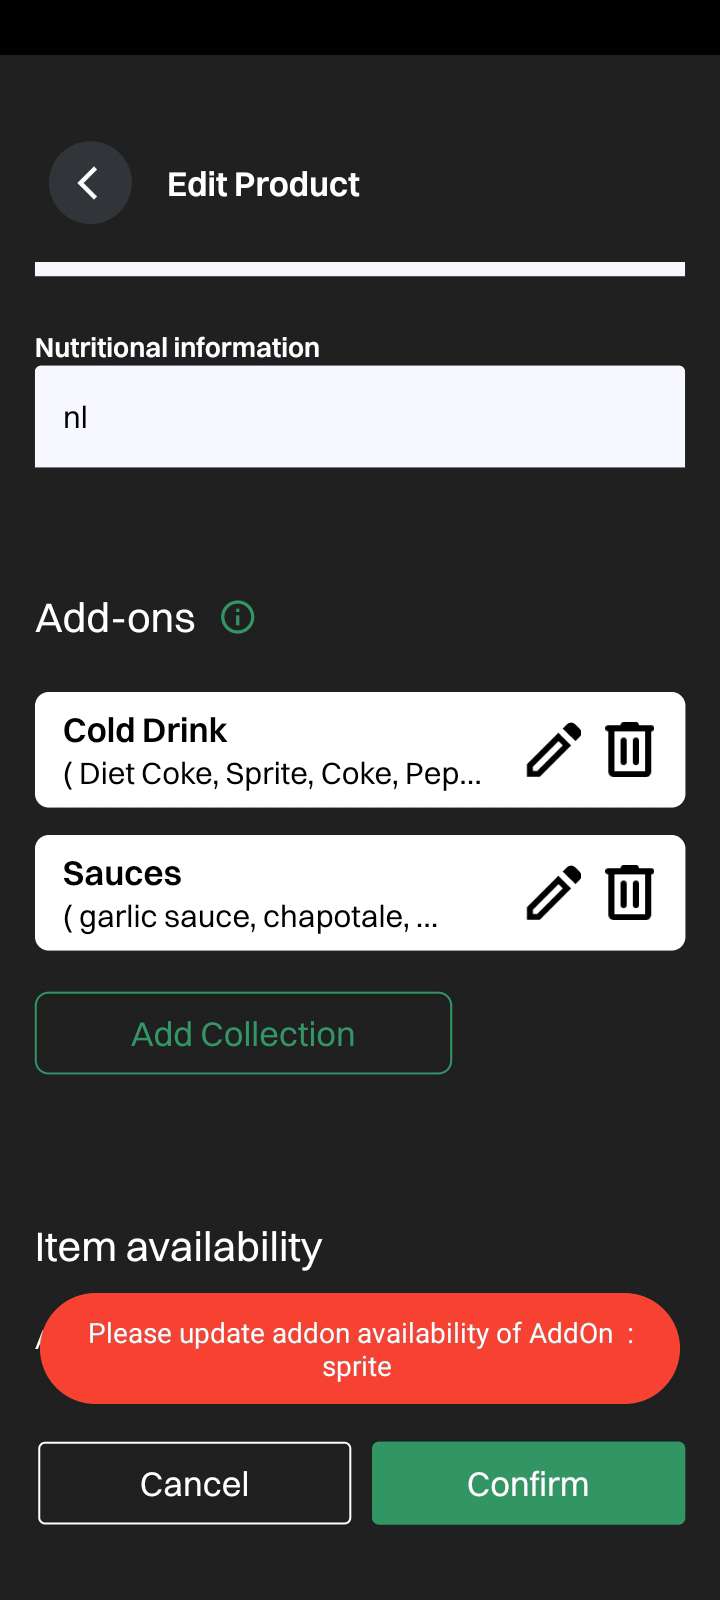 Edit Product
Nutritional information
nl
Add-ons
Cold Drink
( Diet Coke, Sprite, Coke, Pep...
Sauces
( garlic sauce, chapotale, ...
Add Collection
Item availability
Please update addon availability of AddOn :
sprite
Cancel
Confirm